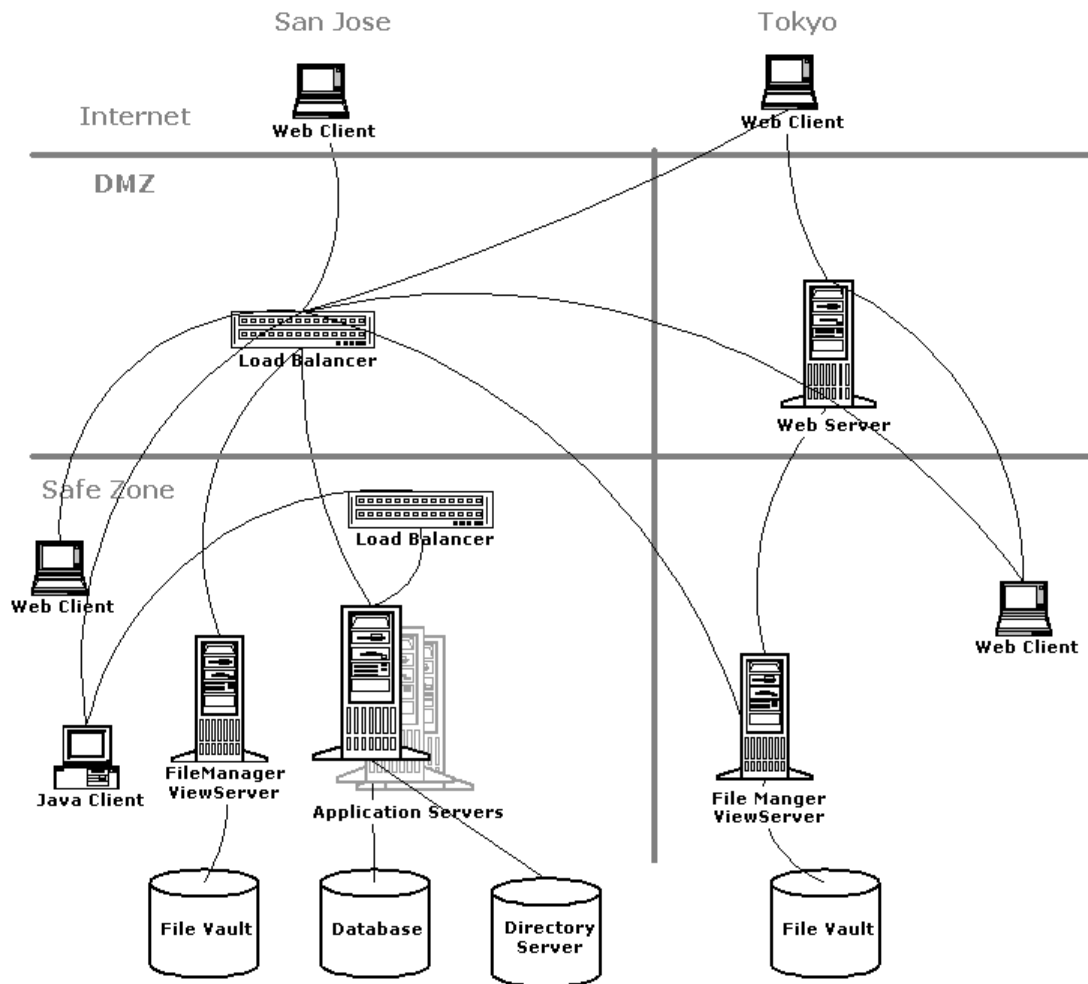 San Jose
Tokyo
Internet
Web Client
Web Client
DMZ
Load Balancer
Web Server
Safe Zone
Load Balancer
Web Client
Web Client
Java Client
FileManager
ViewServer
Application Servers
File Manger
ViewServer
File Vault
Database
Directory
Server
File Vault